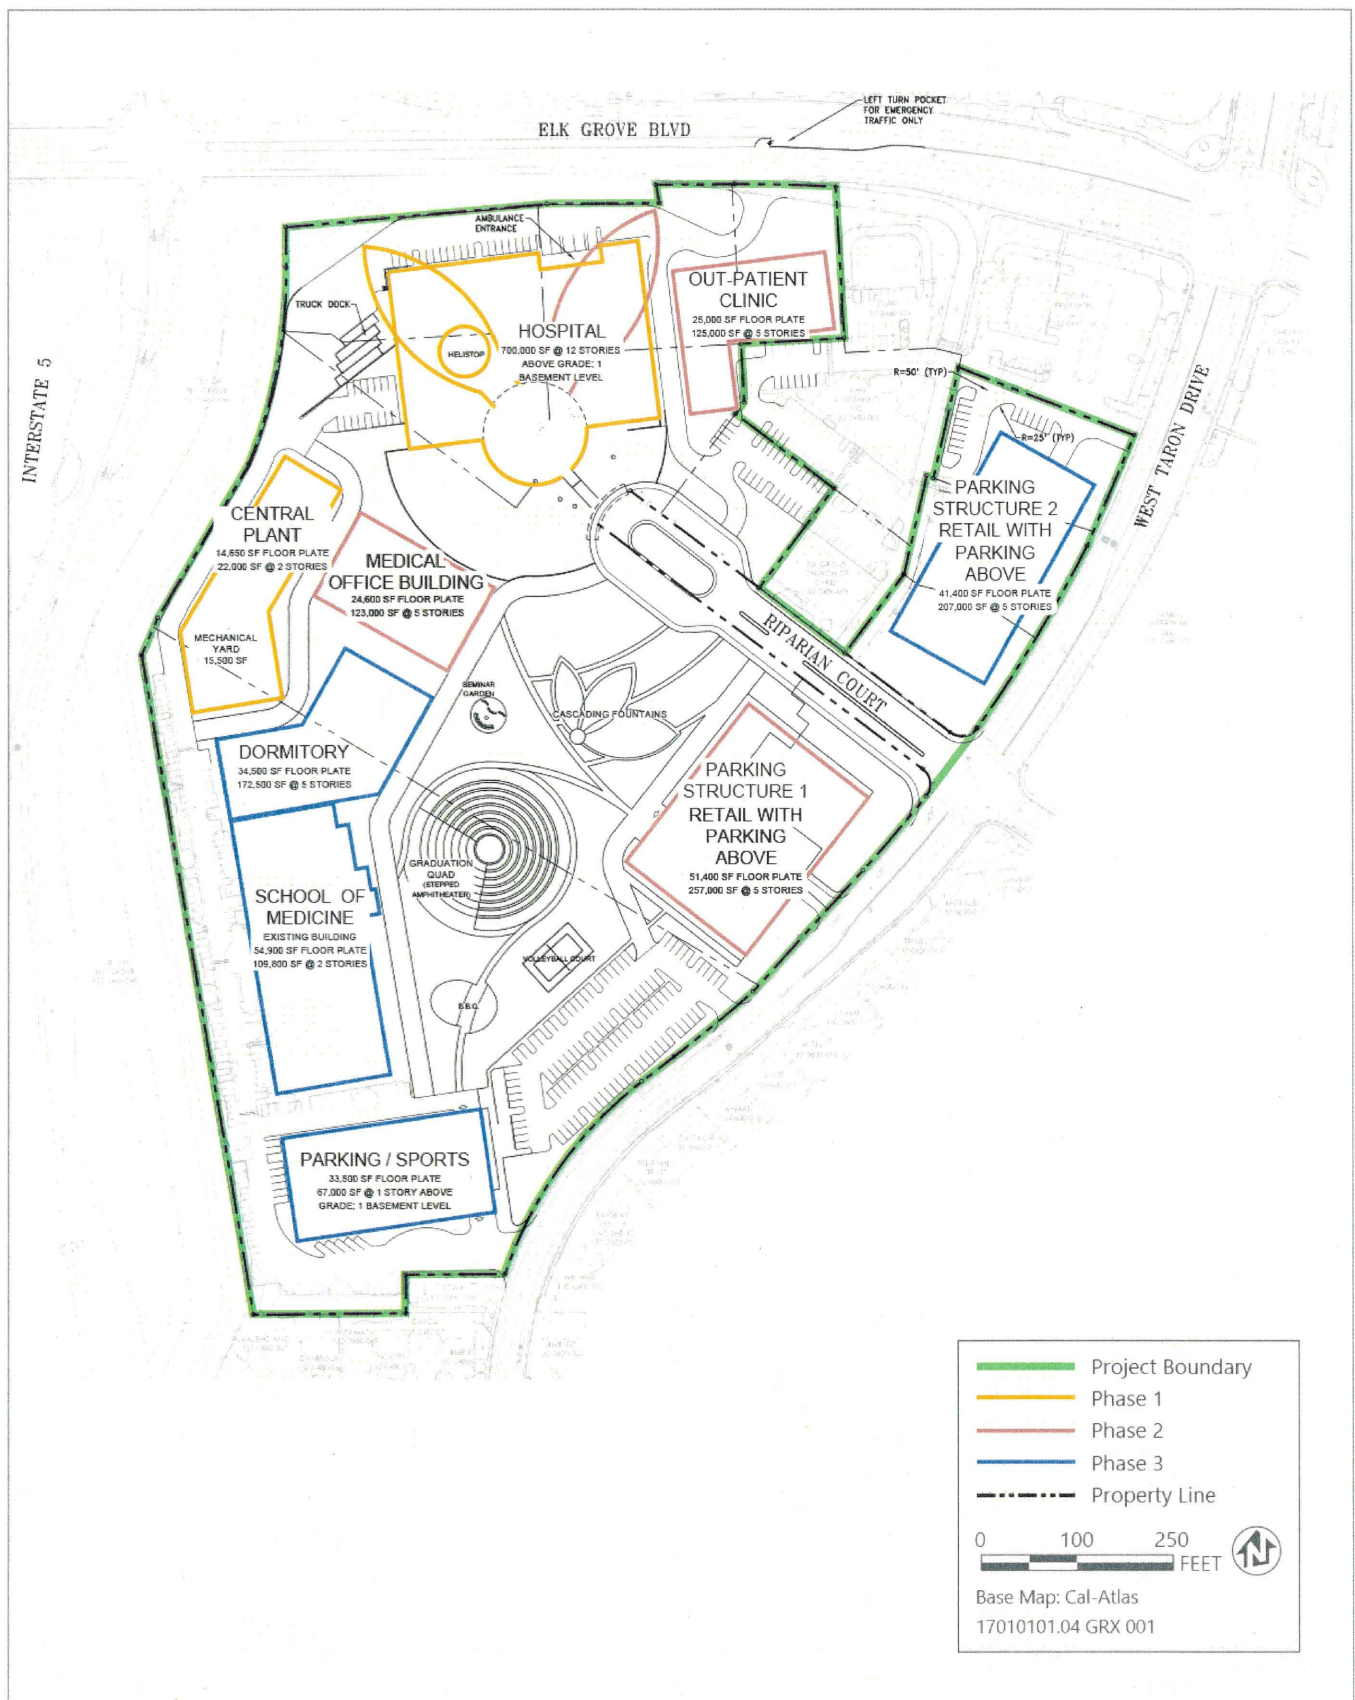 LEFT TURN POCKET
FOR EMERGENCY
TRAFFIC ONLY
ELK GROVE BLVD
AMBULANCE
ENTRANCE
TRUCK DOCK
HELISTOP
HOSPITAL
700,000 SF @ 12 STORIES
ABOVE GRADE; 1
BASEMENT LEVEL
OUT-PATIENT
CLINIC
25,000 SF FLOOR PLATE
125,000 SF @ 5 STORIES
INTERSTATE 5
R=50' (TYP)
R=25' (TYP)
WEST TARON DRIVE
PARKING
STRUCTURE 2
RETAIL WITH
PARKING
ABOVE
41,400 SF FLOOR PLATE
207,000 SF @ 5 STORIES
CENTRAL
PLANT
14,650 SF FLOOR PLATE
22,000 SF @ 2 STORIES
MECHANICAL
YARD
15,500 SF
MEDICAL
OFFICE BUILDING
24,600 SF FLOOR PLATE
123,000 SF @ 5 STORIES
RIPARIAN COURT
SEMINAR
GARDEN
CASCADING FOUNTAINS
DORMITORY
34,500 SF FLOOR PLATE
172,500 SF @ 5 STORIES
PARKING
STRUCTURE 1
RETAIL WITH
PARKING
ABOVE
51,400 SF FLOOR PLATE
257,000 SF @ 5 STORIES
GRADUATION
QUAD
(STEPPED
AMPHITHEATER)
SCHOOL OF
MEDICINE
EXISTING BUILDING
54,900 SF FLOOR PLATE
109,800 SF @ 2 STORIES
VOLLEYBALL COURT
B.B.Q.
PARKING / SPORTS
33,500 SF FLOOR PLATE
67,000 SF @ 1 STORY ABOVE
GRADE; 1 BASEMENT LEVEL
Project Boundary
Phase 1
Phase 2
Phase 3
Property Line
0 100 250
FEET
N
Base Map: Cal-Atlas
17010101.04 GRX 001